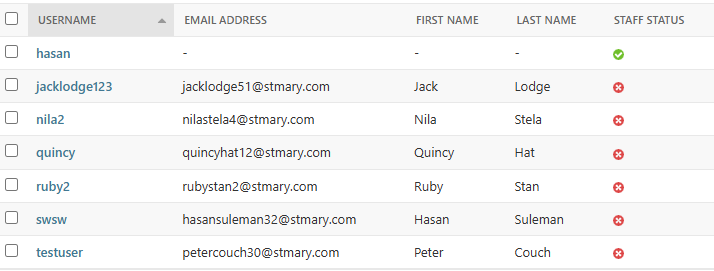 USERNAME EMAIL ADDRESS FIRST NAME LAST NAME STAFF STATUS
hasan - - -
jacklodge123 jacklodge51@stmary.com Jack Lodge
nila2 nilastela4@stmary.com Nila Stela
quincy quincyhat12@stmary.com Quincy Hat
ruby2 rubystan2@stmary.com Ruby Stan
swsw hasansuleman32@stmary.com Hasan Suleman
testuser petercouch30@stmary.com Peter Couch